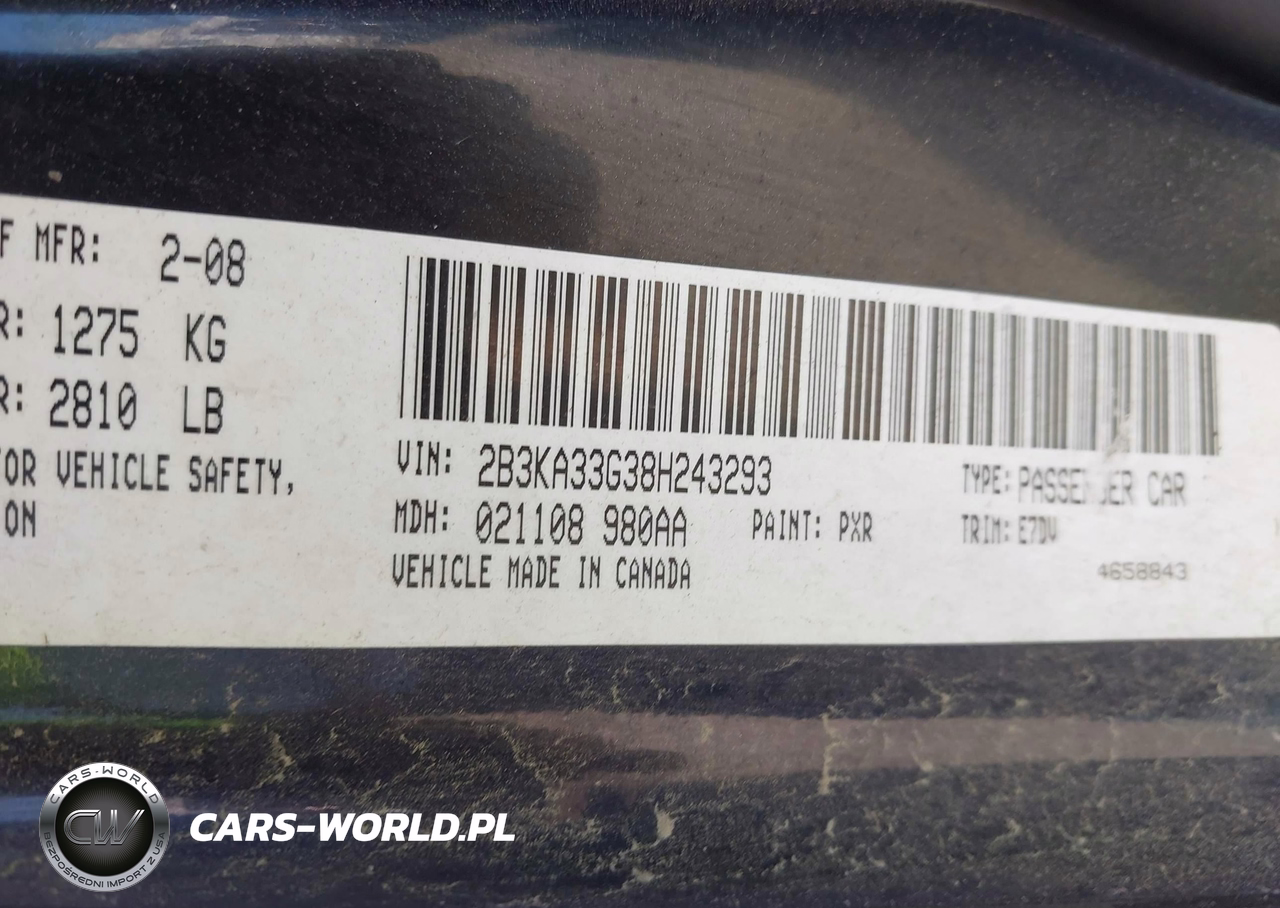 F MFR: 2-08
R: 1275 KG
R: 2810 LB
FOR VEHICLE SAFETY,
ON
VIN: 2B3KA33G38H243293
TYPE: PASSENGER CAR
MDH: 021108 980AA
PAINT: PXR
TRIM: E7DV
VEHICLE MADE IN CANADA
4658843
CARS-WORLD
CW
BEZPOŚREDNI IMPORT Z USA
CARS-WORLD.PL